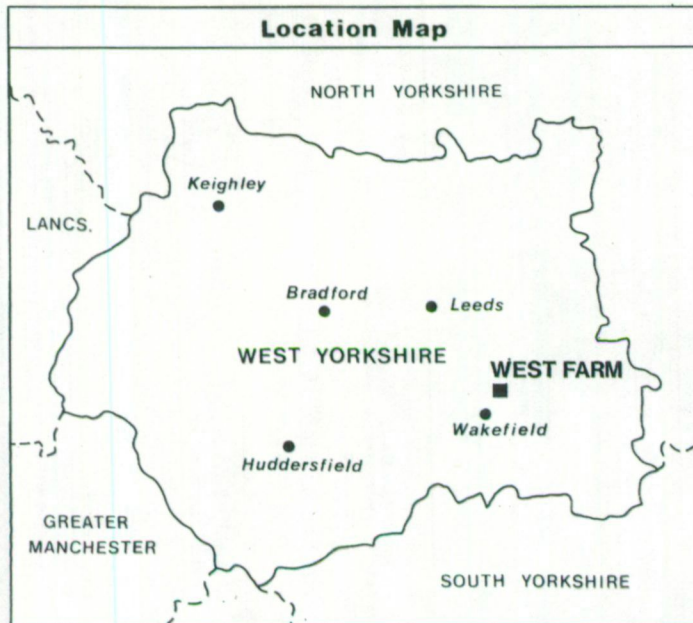 Location Map
NORTH YORKSHIRE
Keighley
LANCS.
Bradford
Leeds
WEST YORKSHIRE
WEST FARM
Wakefield
Huddersfield
GREATER
MANCHESTER
SOUTH YORKSHIRE